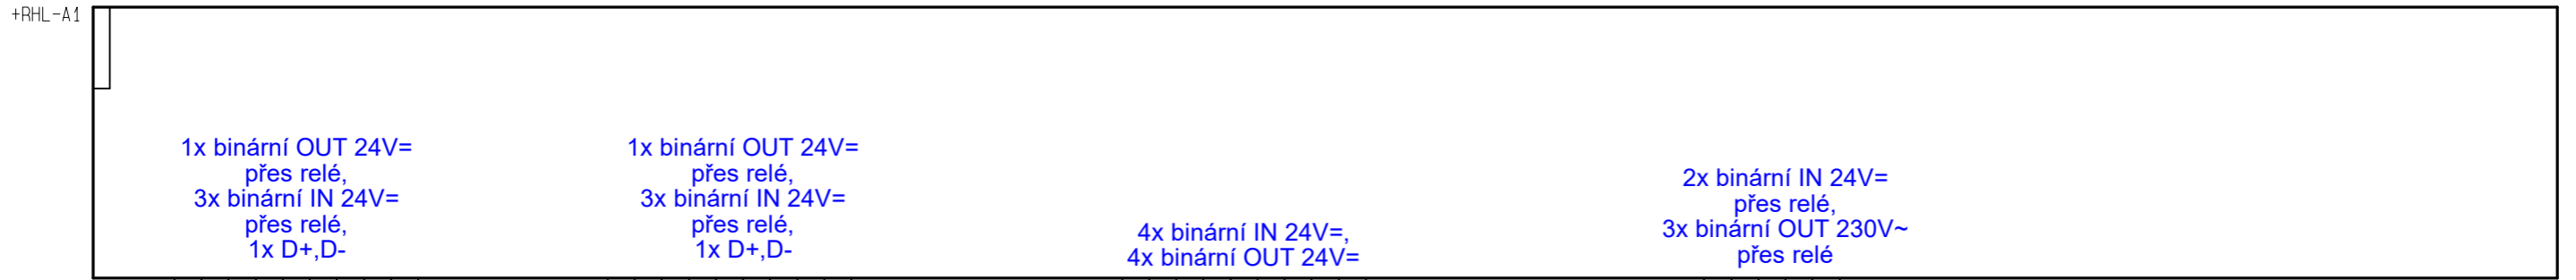 +RHL-A1
1x binární OUT 24V=
přes relé,
3x binární IN 24V=
přes relé,
1x D+,D-
1x binární OUT 24V=
přes relé,
3x binární IN 24V=
přes relé,
1x D+,D-
4x binární IN 24V=,
4x binární OUT 24V=
2x binární IN 24V=
přes relé,
3x binární OUT 230V~
přes relé